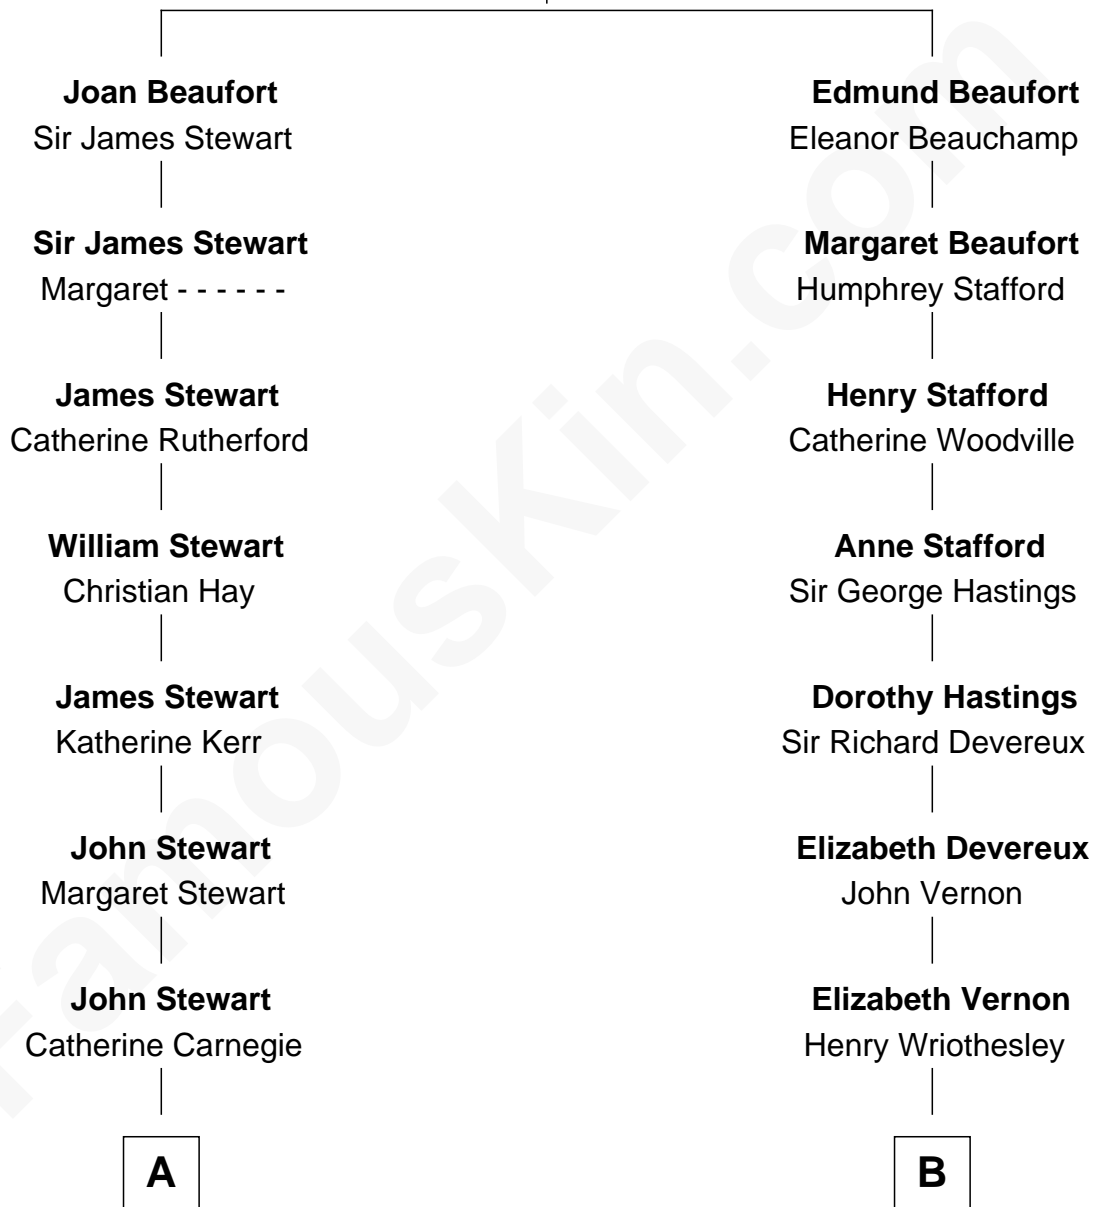 Joan Beaufort
Sir James Stewart
Sir James Stewart
Margaret - - - - - -
James Stewart
Catherine Rutherford
William Stewart
Christian Hay
James Stewart
Katherine Kerr
John Stewart
Margaret Stewart
John Stewart
Catherine Carnegie
A
Edmund Beaufort
Eleanor Beauchamp
Margaret Beaufort
Humphrey Stafford
Henry Stafford
Catherine Woodville
Anne Stafford
Sir George Hastings
Dorothy Hastings
Sir Richard Devereux
Elizabeth Devereux
John Vernon
Elizabeth Vernon
Henry Wriothesley
B
FamousKin.com